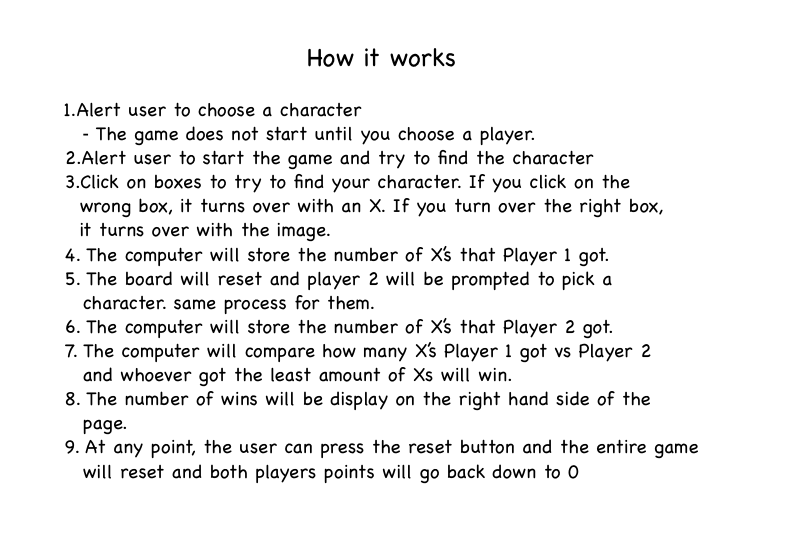 How it works
1.Alert user to choose a character
- The game does not start until you choose a player.
2.Alert user to start the game and try to find the character
3.Click on boxes to try to find your character. If you click on the
wrong box, it turns over with an X. If you turn over the right box,
it turns over with the image.
4. The computer will store the number of X's that Player 1 got.
5. The board will reset and player 2 will be prompted to pick a
character. same process for them.
6. The computer will store the number of X's that Player 2 got.
7. The computer will compare how many X's Player 1 got vs Player 2
and whoever got the least amount of Xs will win.
8. The number of wins will be display on the right hand side of the
page.
9. At any point, the user can press the reset button and the entire game
will reset and both players points will go back down to 0